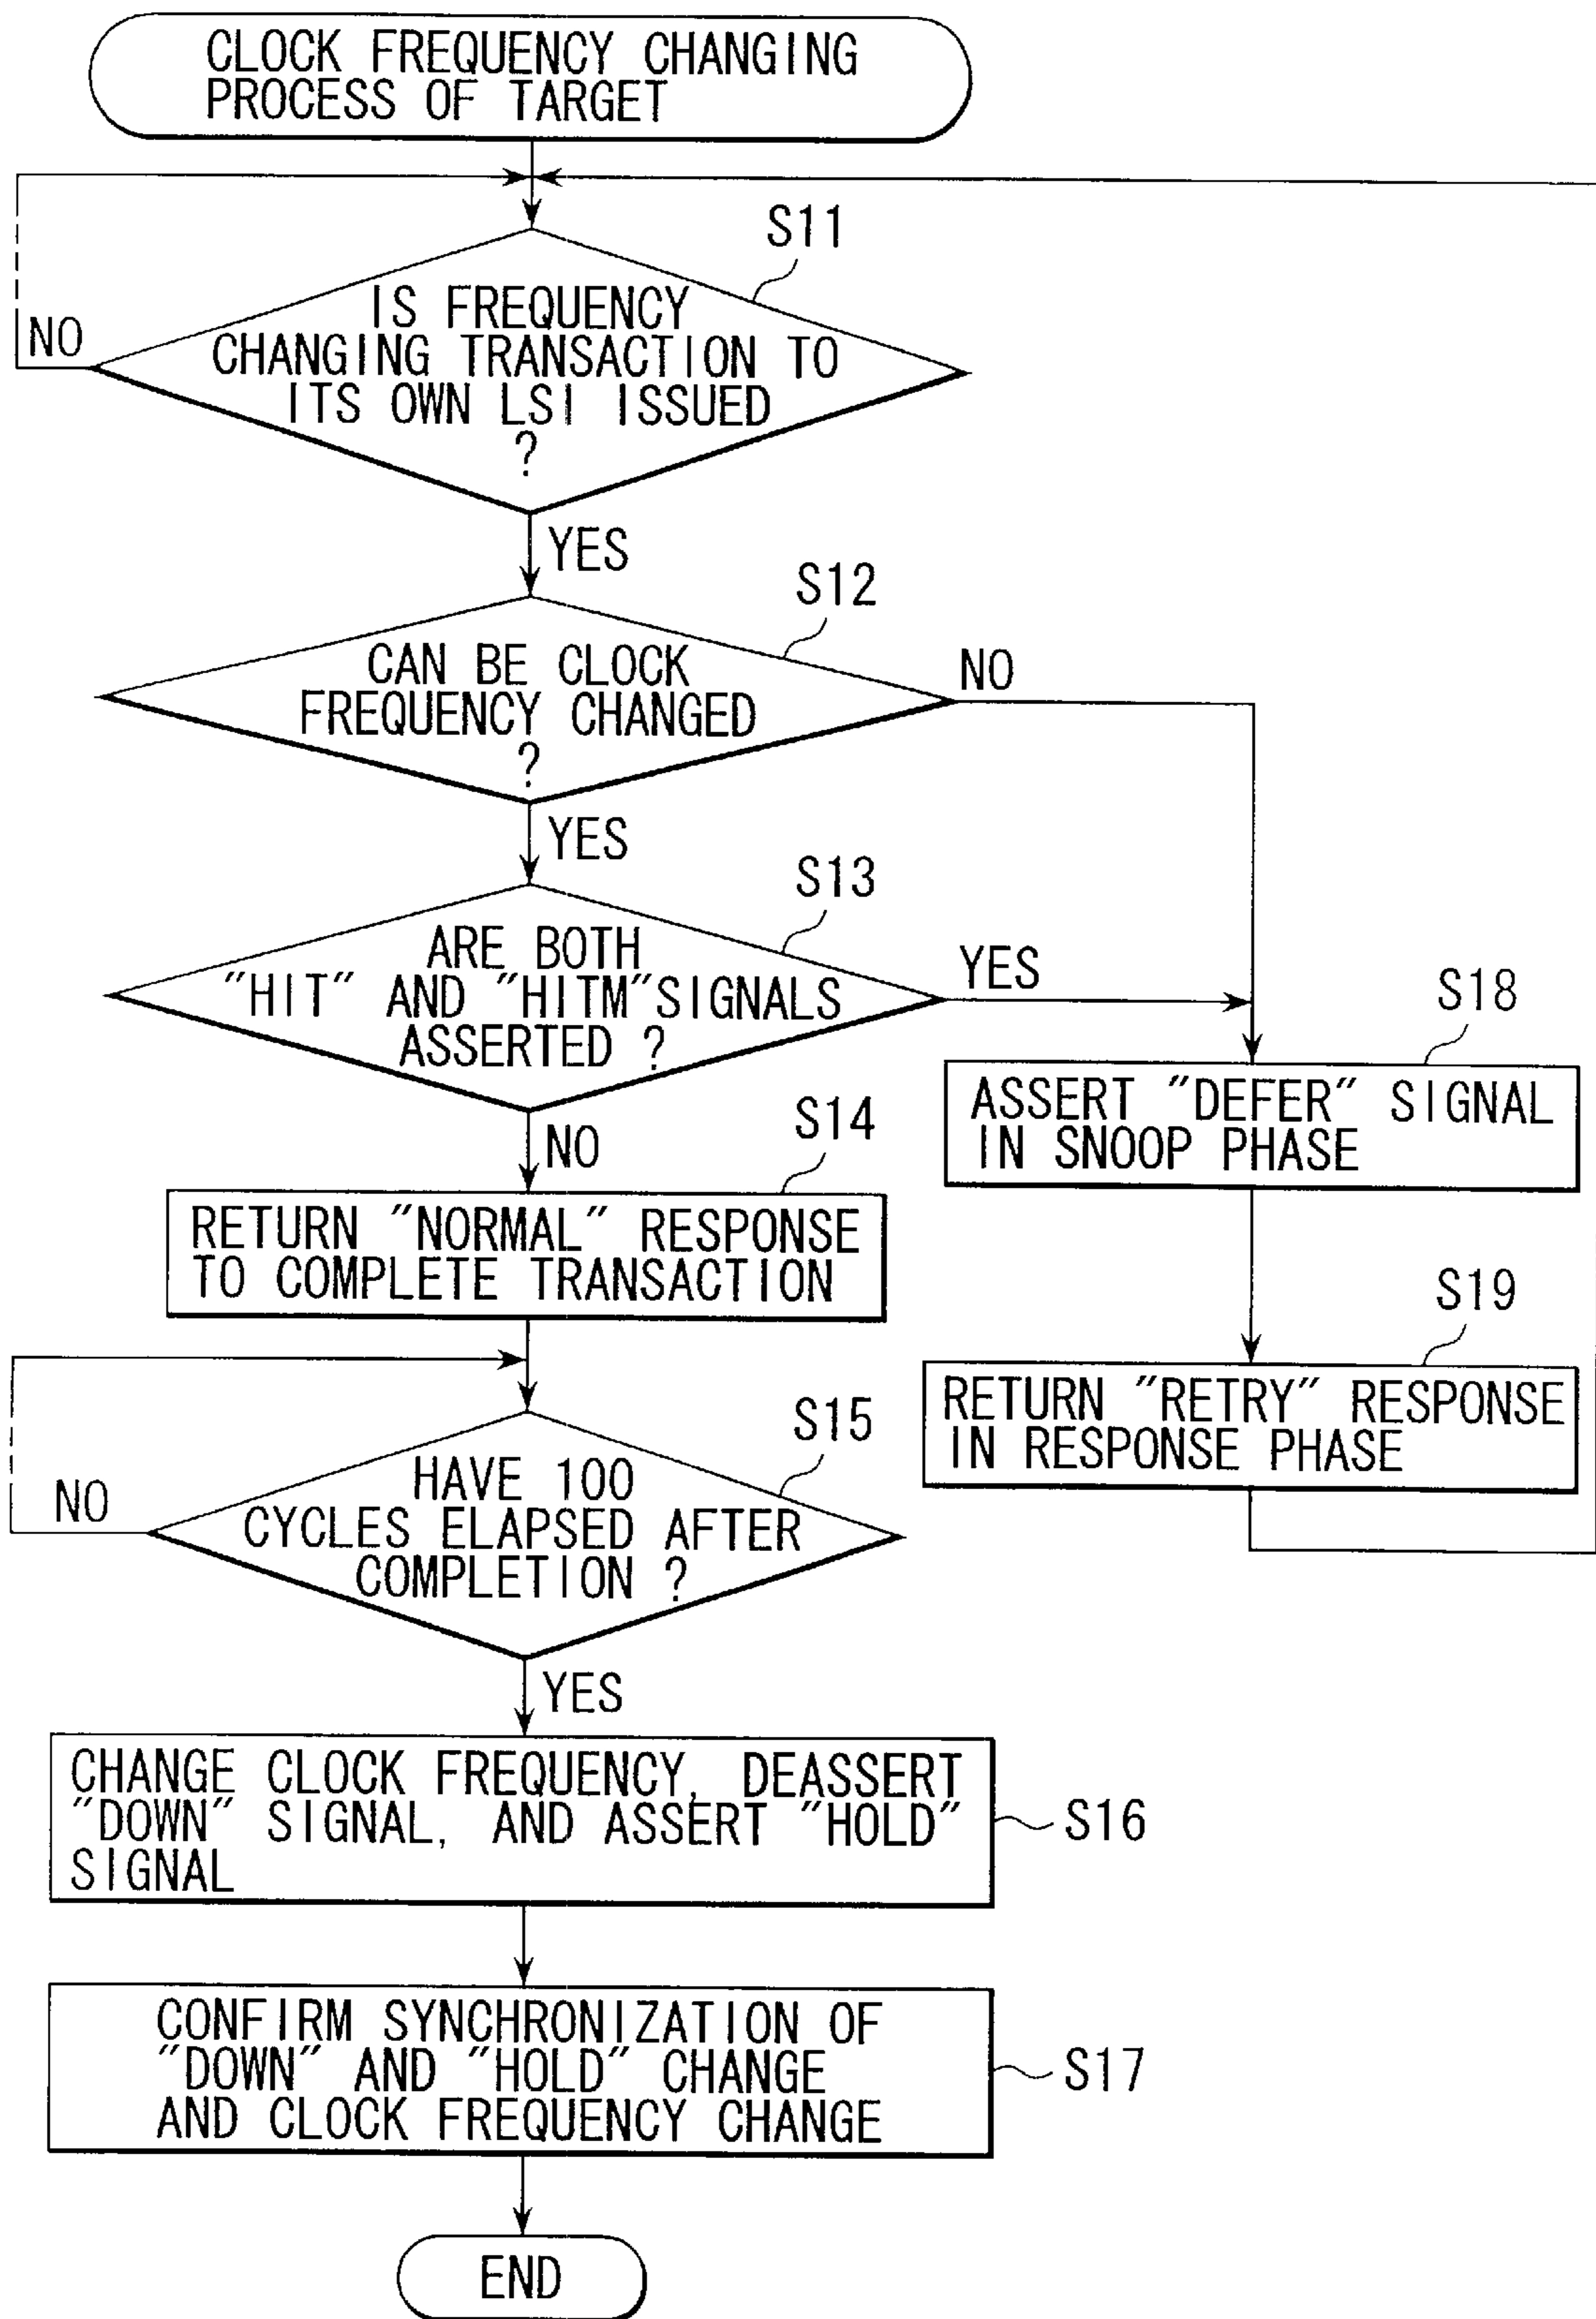 CLOCK FREQUENCY CHANGING
PROCESS OF TARGET
S11
IS FREQUENCY
CHANGING TRANSACTION TO
ITS OWN LSI ISSUED
?
NO
YES
S12
CAN BE CLOCK
FREQUENCY CHANGED
?
NO
YES
S13
ARE BOTH
"HIT" AND "HITM"SIGNALS
ASSERTED ?
YES
NO
S18
ASSERT "DEFER" SIGNAL
IN SNOOP PHASE
S14
RETURN "NORMAL" RESPONSE
TO COMPLETE TRANSACTION
S19
RETURN "RETRY" RESPONSE
IN RESPONSE PHASE
S15
HAVE 100
CYCLES ELAPSED AFTER
COMPLETION ?
NO
YES
CHANGE CLOCK FREQUENCY, DEASSERT
"DOWN" SIGNAL, AND ASSERT "HOLD"
SIGNAL
S16
CONFIRM SYNCHRONIZATION OF
"DOWN" AND "HOLD" CHANGE
AND CLOCK FREQUENCY CHANGE
S17
END